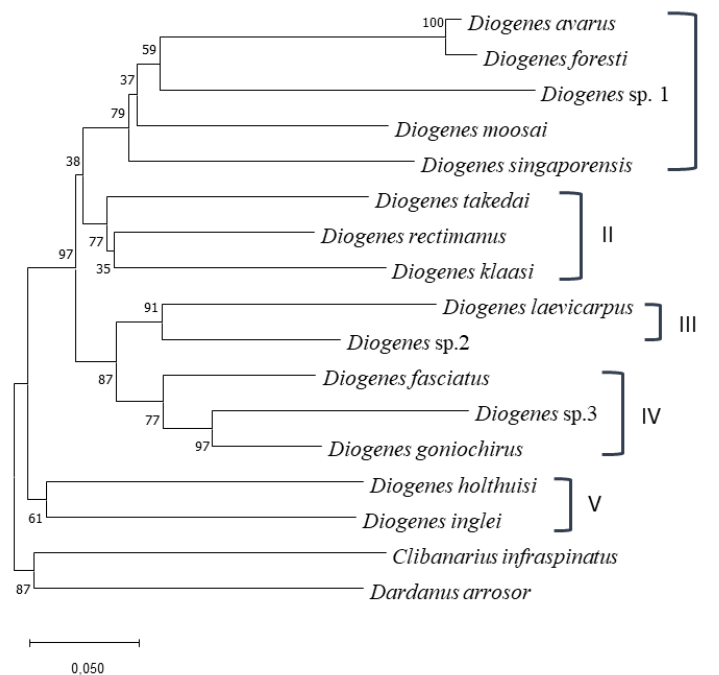 100
Diogenes avarus
59
Diogenes foresti
37
Diogenes sp. 1
79
Diogenes moosai
38
Diogenes singaporensis
Diogenes takedai
77
Diogenes rectimanus
II
97
35
Diogenes klaasi
91
Diogenes laevicarpus
III
Diogenes sp.2
87
Diogenes fasciatus
77
Diogenes sp.3
IV
97
Diogenes goniochirus
Diogenes holthuisi
V
61
Diogenes inglei
Clibanarius infraspinatus
87
Dardanus arrosor
0,050